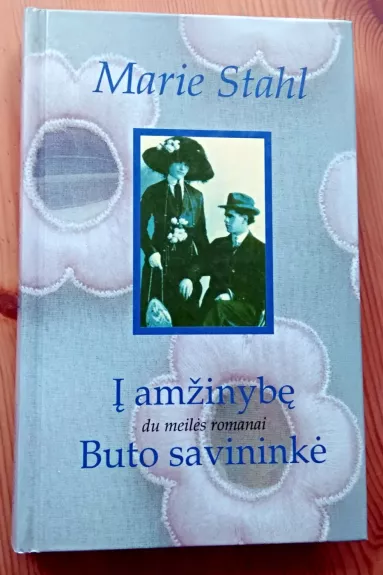 Marie Stahl
Į amžinybę
du meilės romanai
Buto savininkė